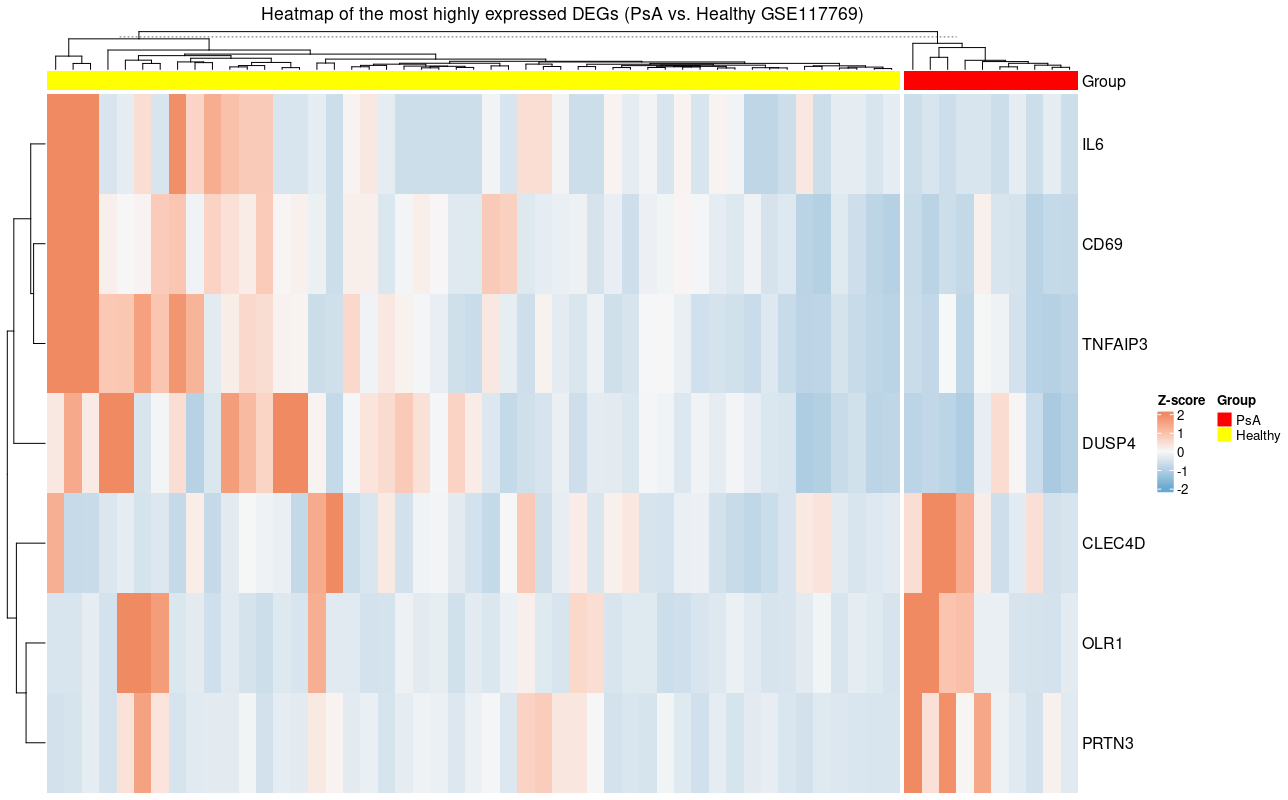 Heatmap of the most highly expressed DEGs (PsA vs. Healthy GSE117769)
Group
IL6
CD69
TNFAIP3
DUSP4
CLEC4D
OLR1
PRTN3
Z-score
2
1
0
-1
-2
Group
PsA
Healthy